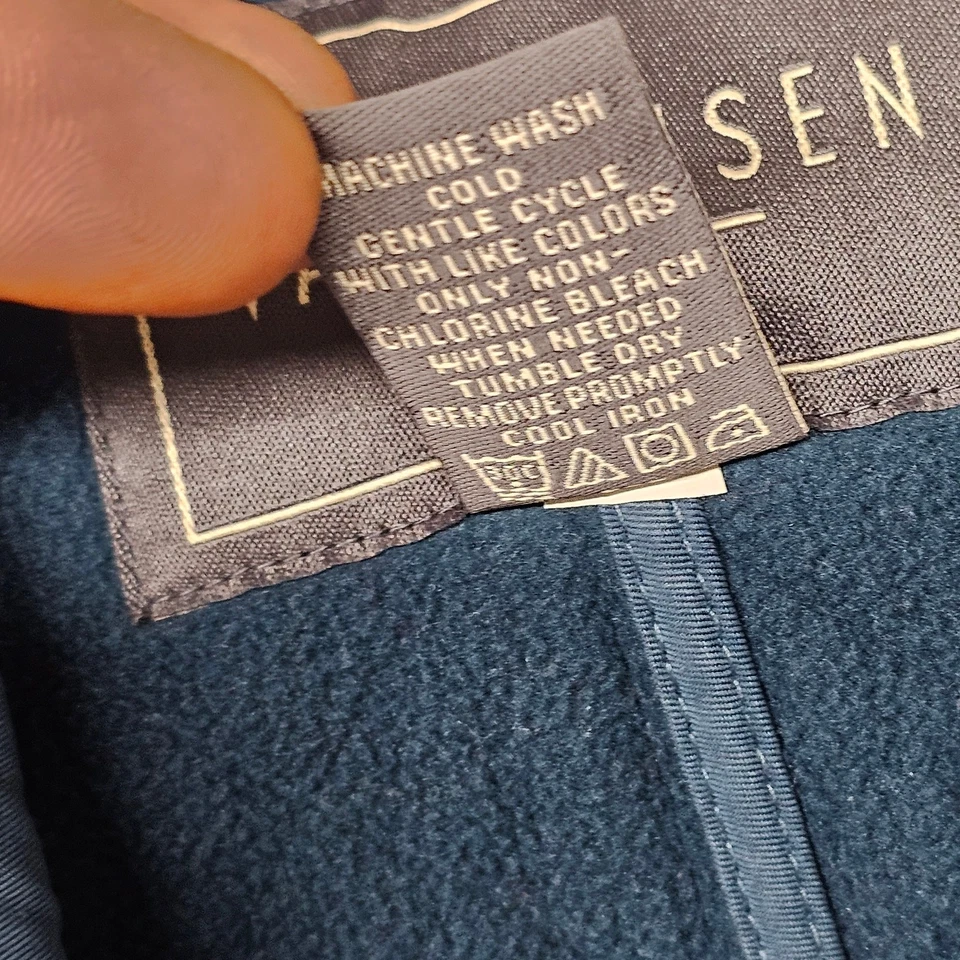 SEN
MACHINE WASH
COLD
GENTLE CYCLE
WITH LIKE COLORS
ONLY NON-
CHLORINE BLEACH
WHEN NEEDED
TUMBLE DRY
REMOVE PROMPTLY
COOL IRON